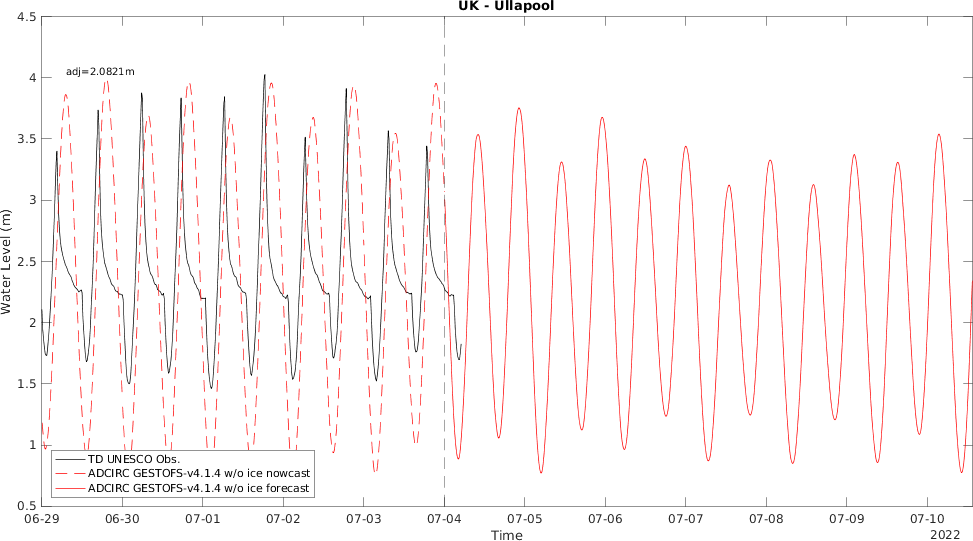 UK - Ullapool
4.5
4
3.5
3
2.5
2
1.5
1
0.5
Water Level (m)
adj=2.0821m
TD UNESCO Obs.
ADCIRC GESTOFS-v4.1.4 w/o ice nowcast
ADCIRC GESTOFS-v4.1.4 w/o ice forecast
06-29 06-30 07-01 07-02 07-03 07-04 07-05 07-06 07-07 07-08 07-09 07-10
Time
2022